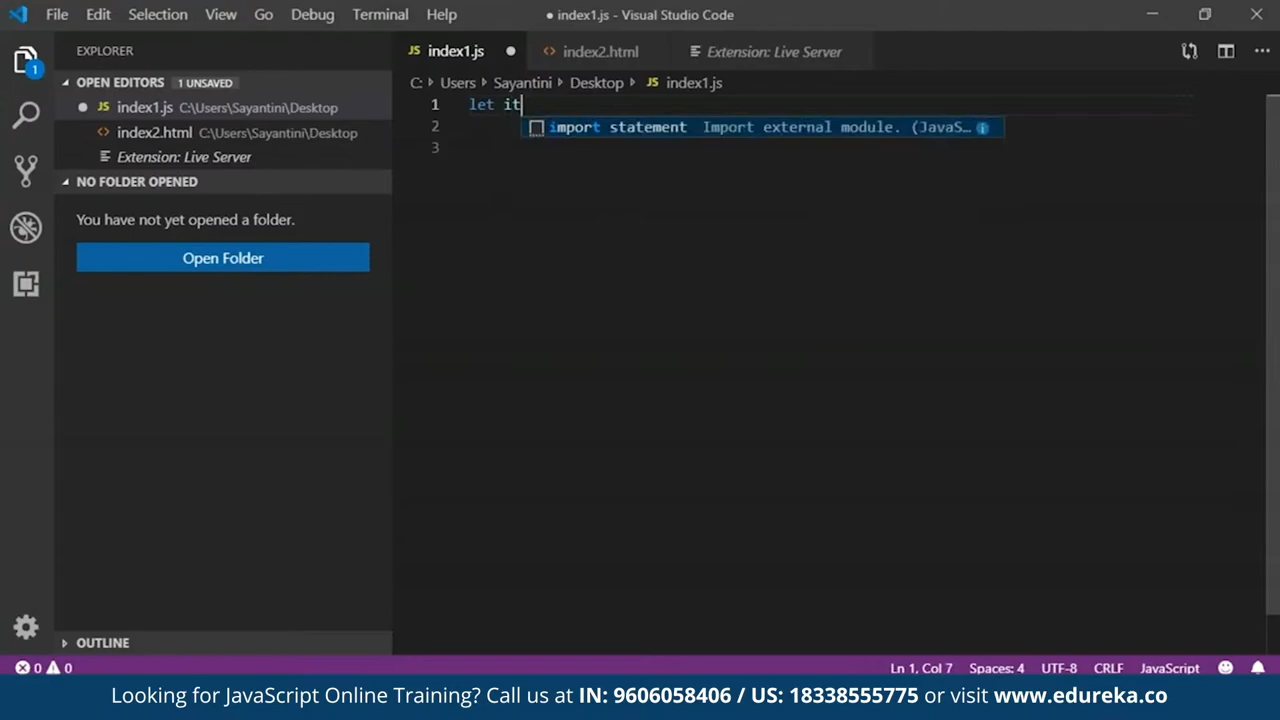 File Edit Selection View Go Debug Terminal Help
● index1.js - Visual Studio Code
EXPLORER
1
OPEN EDITORS 1 UNSAVED
JS index1.js C:\Users\Sayantini\Desktop
<> index2.html C:\Users\Sayantini\Desktop
Extension: Live Server
NO FOLDER OPENED
You have not yet opened a folder.
Open Folder
OUTLINE
JS index1.js ● <> index2.html Extension: Live Server
C: > Users > Sayantini > Desktop > JS index1.js
1 let it
2 import statement Import external module. (JavaS…
3
0 0 Ln 1, Col 7 Spaces: 4 UTF-8 CRLF JavaScript
Looking for JavaScript Online Training? Call us at IN: 9606058406 / US: 18338555775 or visit www.edureka.co